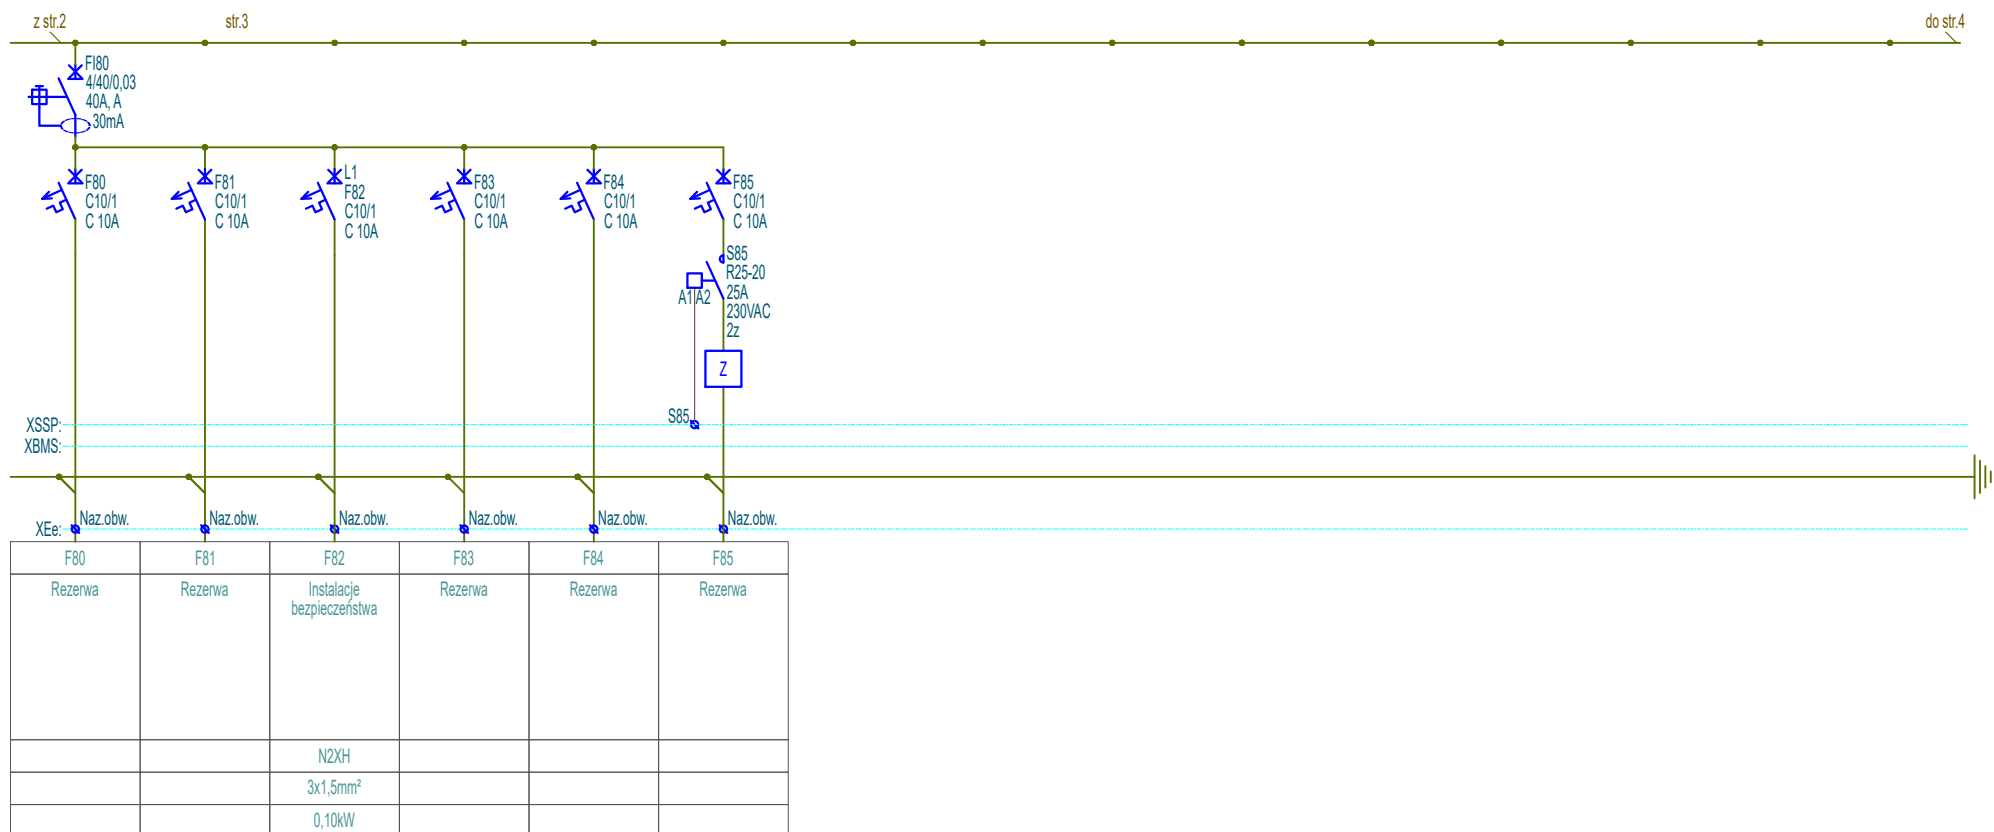 z str.2
str.3
do str.4
FI80
4/40/0,03
40A, A
30mA
F80
C10/1
C 10A
F81
C10/1
C 10A
L1
F82
C10/1
C 10A
F83
C10/1
C 10A
F84
C10/1
C 10A
F85
C10/1
C 10A
S85
R25-20
25A
230VAC
2z
A1 A2
Z
S85
XSSP:
XBMS:
XEe:
Naz.obw.
Naz.obw.
Naz.obw.
Naz.obw.
Naz.obw.
Naz.obw.
F80 F81 F82 F83 F84 F85
Rezerwa Rezerwa Instalacje Rezerwa Rezerwa Rezerwa
bezpieczeństwa
N2XH
3x1,5mm²
0,10kW